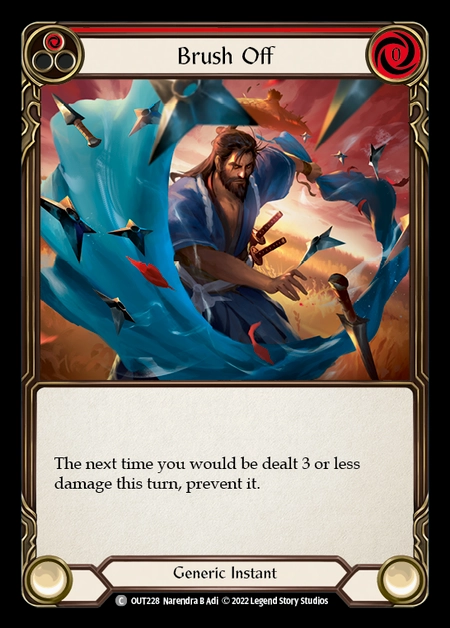 Brush Off
0
The next time you would be dealt 3 or less
damage this turn, prevent it.
Generic Instant
C OUT228 Narendra B Adi © 2022 Legend Story Studios